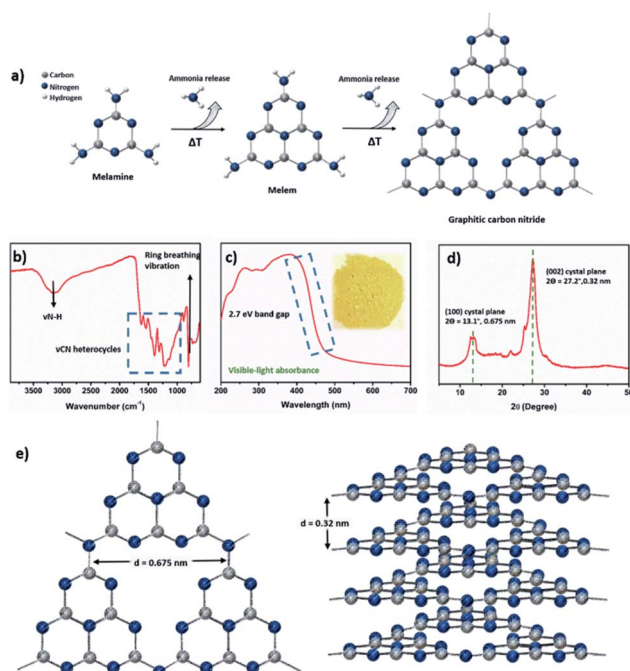 a)
Carbon
Nitrogen
Hydrogen
Ammonia release
ΔT
Ammonia release
ΔT
Melamine
Melem
Graphitic carbon nitride
b)
Ring breathing
vibration
νN-H
νCN heterocycles
3500 3000 2500 2000 1500 1000
Wavenumber (cm⁻¹)
c)
2.7 eV band gap
Visible-light absorbance
200 300 400 500 600 700
Wavelength (nm)
d)
(002) cystal plane
2Θ = 27.2°,0.32 nm
(100) cystal plane
2Θ = 13.1°, 0.675 nm
10 20 30 40 50
2θ (Degree)
e)
d = 0.675 nm
d = 0.32 nm